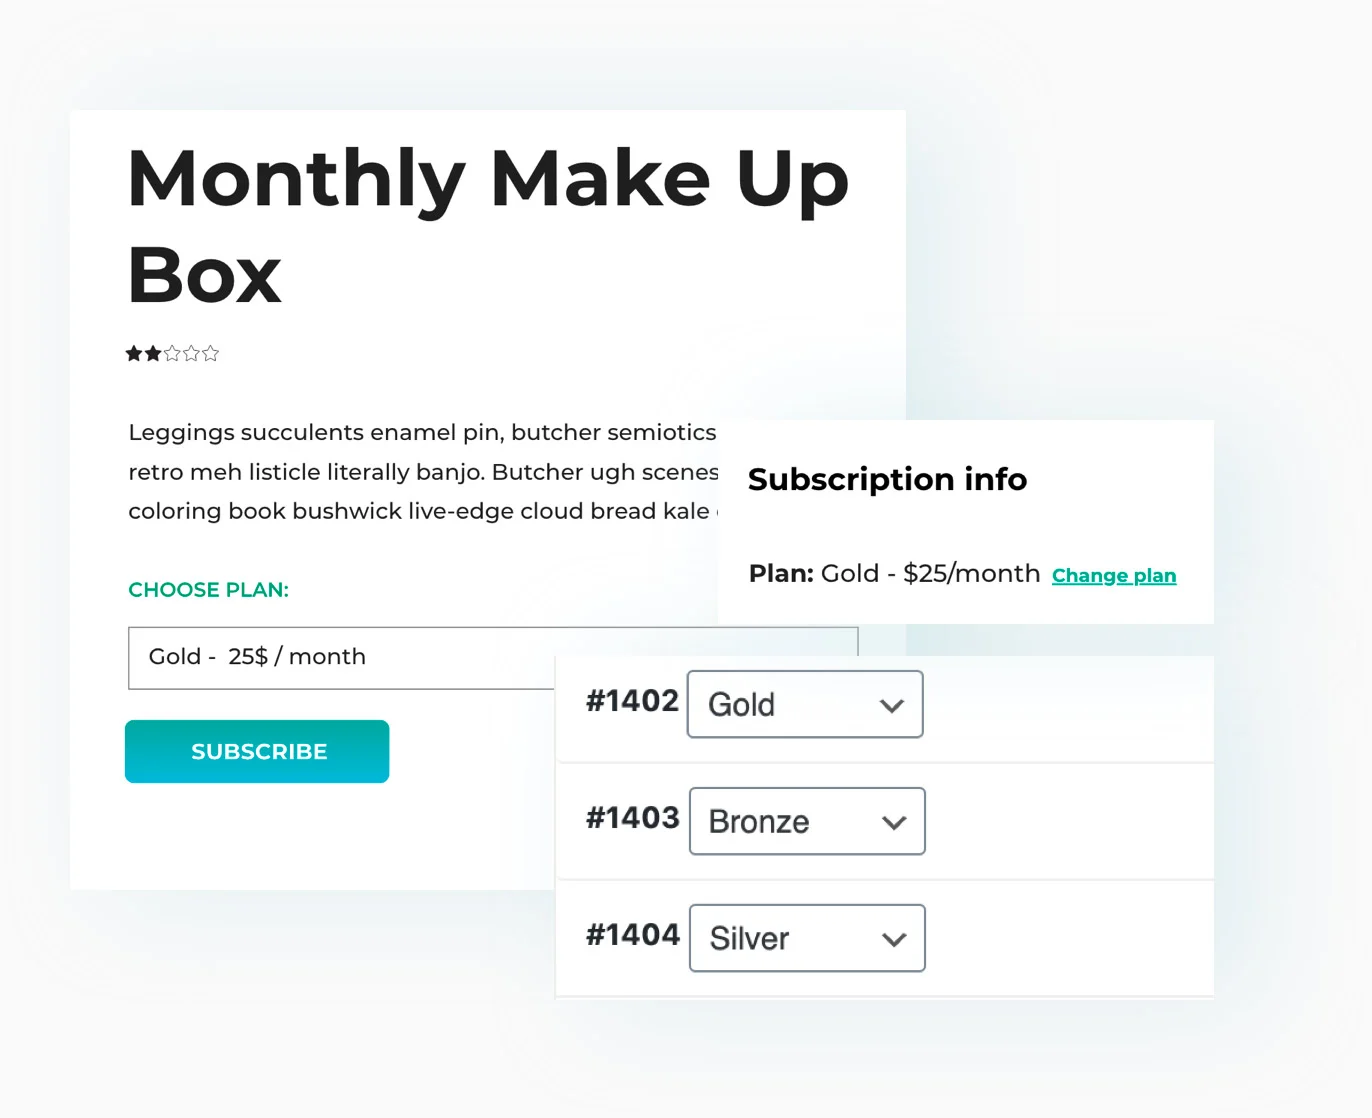 Monthly Make Up
Box
Leggings succulents enamel pin, butcher semiotics
retro meh listicle literally banjo. Butcher ugh scenes
coloring book bushwick live-edge cloud bread kale
CHOOSE PLAN:
Gold - 25$ / month
SUBSCRIBE
Subscription info
Plan: Gold - $25/month Change plan
#1402 Gold
#1403 Bronze
#1404 Silver